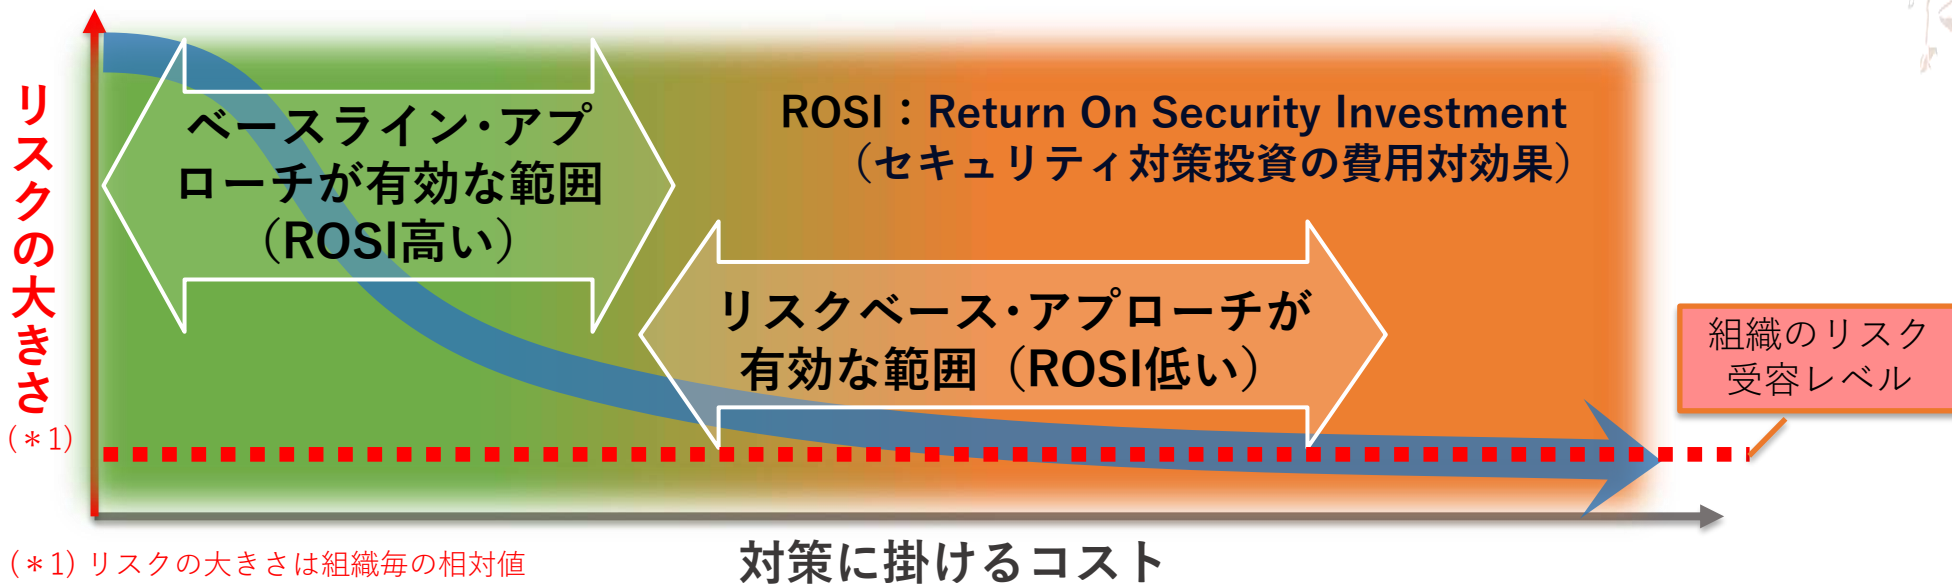 リスクの大きさ
(＊1)
ベースライン･アプ
ローチが有効な範囲
（ROSI高い）
ROSI：Return On Security Investment
（セキュリティ対策投資の費用対効果）
リスクベース･アプローチが
有効な範囲（ROSI低い）
組織のリスク
受容レベル
(＊1) リスクの大きさは組織毎の相対値
対策に掛けるコスト